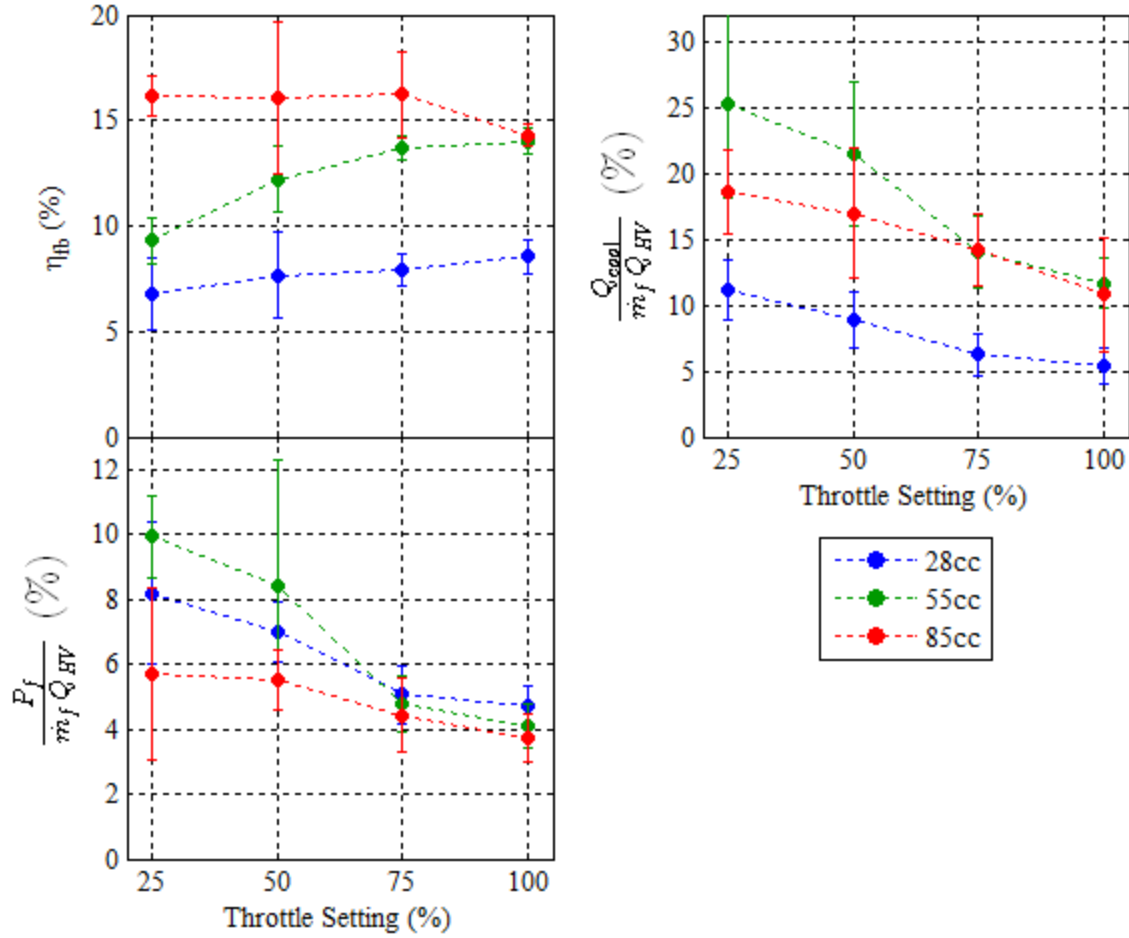 20
15
10
5
0
η_fb (%)
12
10
8
6
4
2
0
P_f / ṁ_f Q_HV (%)
25 50 75 100
Throttle Setting (%)
30
25
20
15
10
5
0
Q_cool / ṁ_f Q_HV (%)
25 50 75 100
Throttle Setting (%)
28cc
55cc
85cc